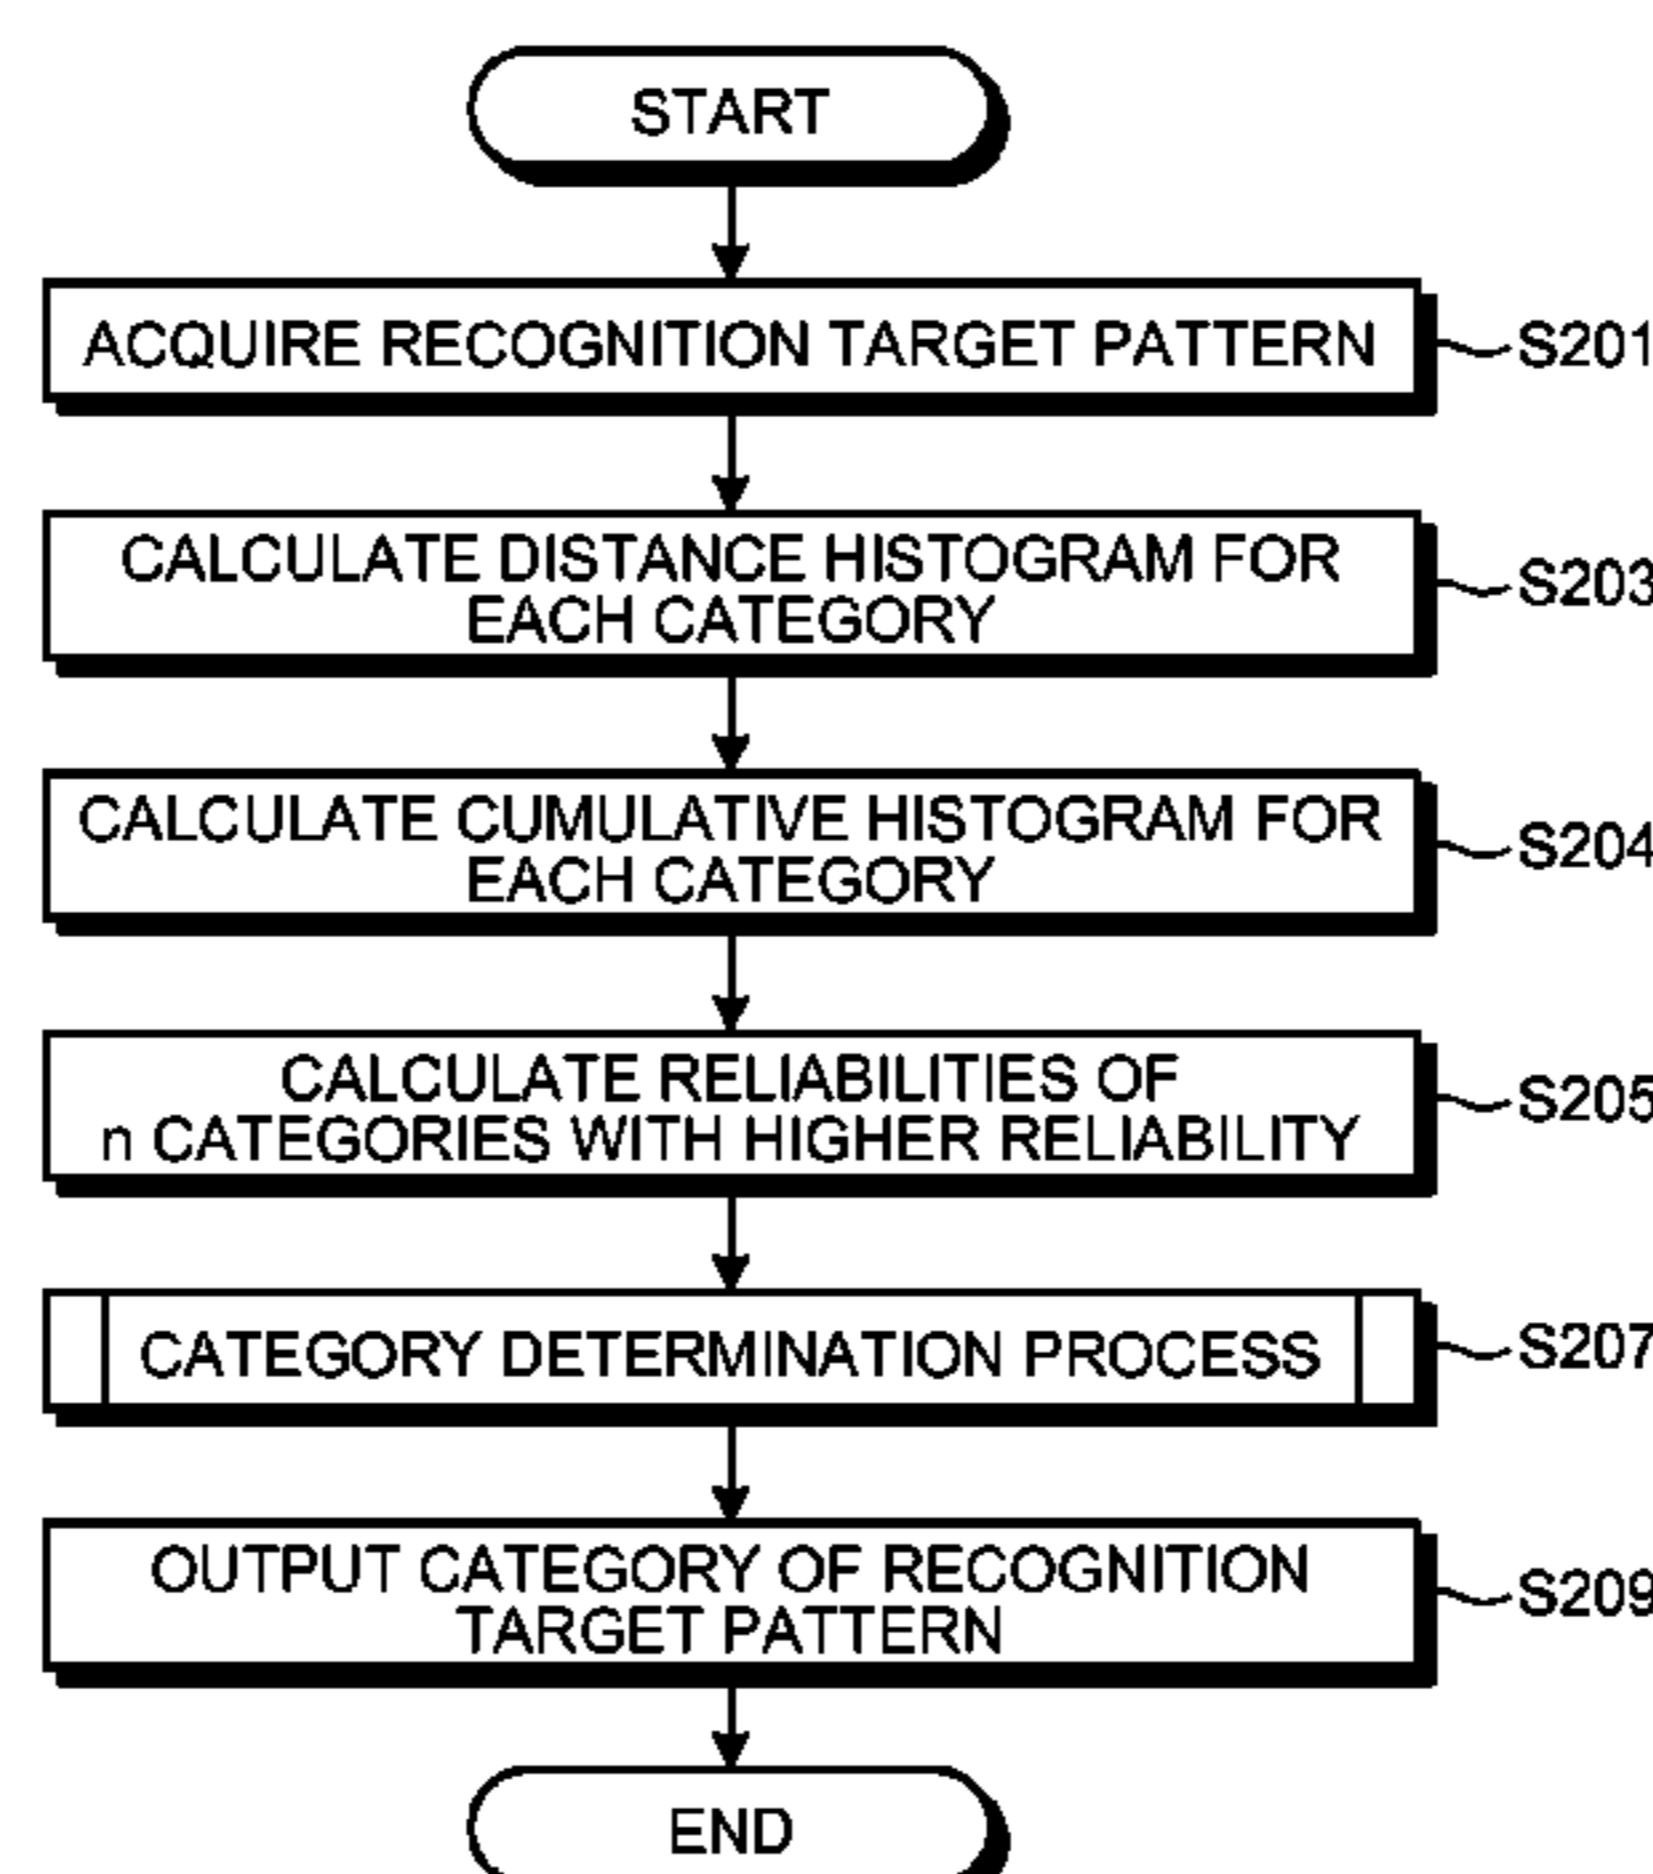 START
ACQUIRE RECOGNITION TARGET PATTERN
S201
CALCULATE DISTANCE HISTOGRAM FOR
EACH CATEGORY
S203
CALCULATE CUMULATIVE HISTOGRAM FOR
EACH CATEGORY
S204
CALCULATE RELIABILITIES OF
n CATEGORIES WITH HIGHER RELIABILITY
S205
CATEGORY DETERMINATION PROCESS
S207
OUTPUT CATEGORY OF RECOGNITION
TARGET PATTERN
S209
END